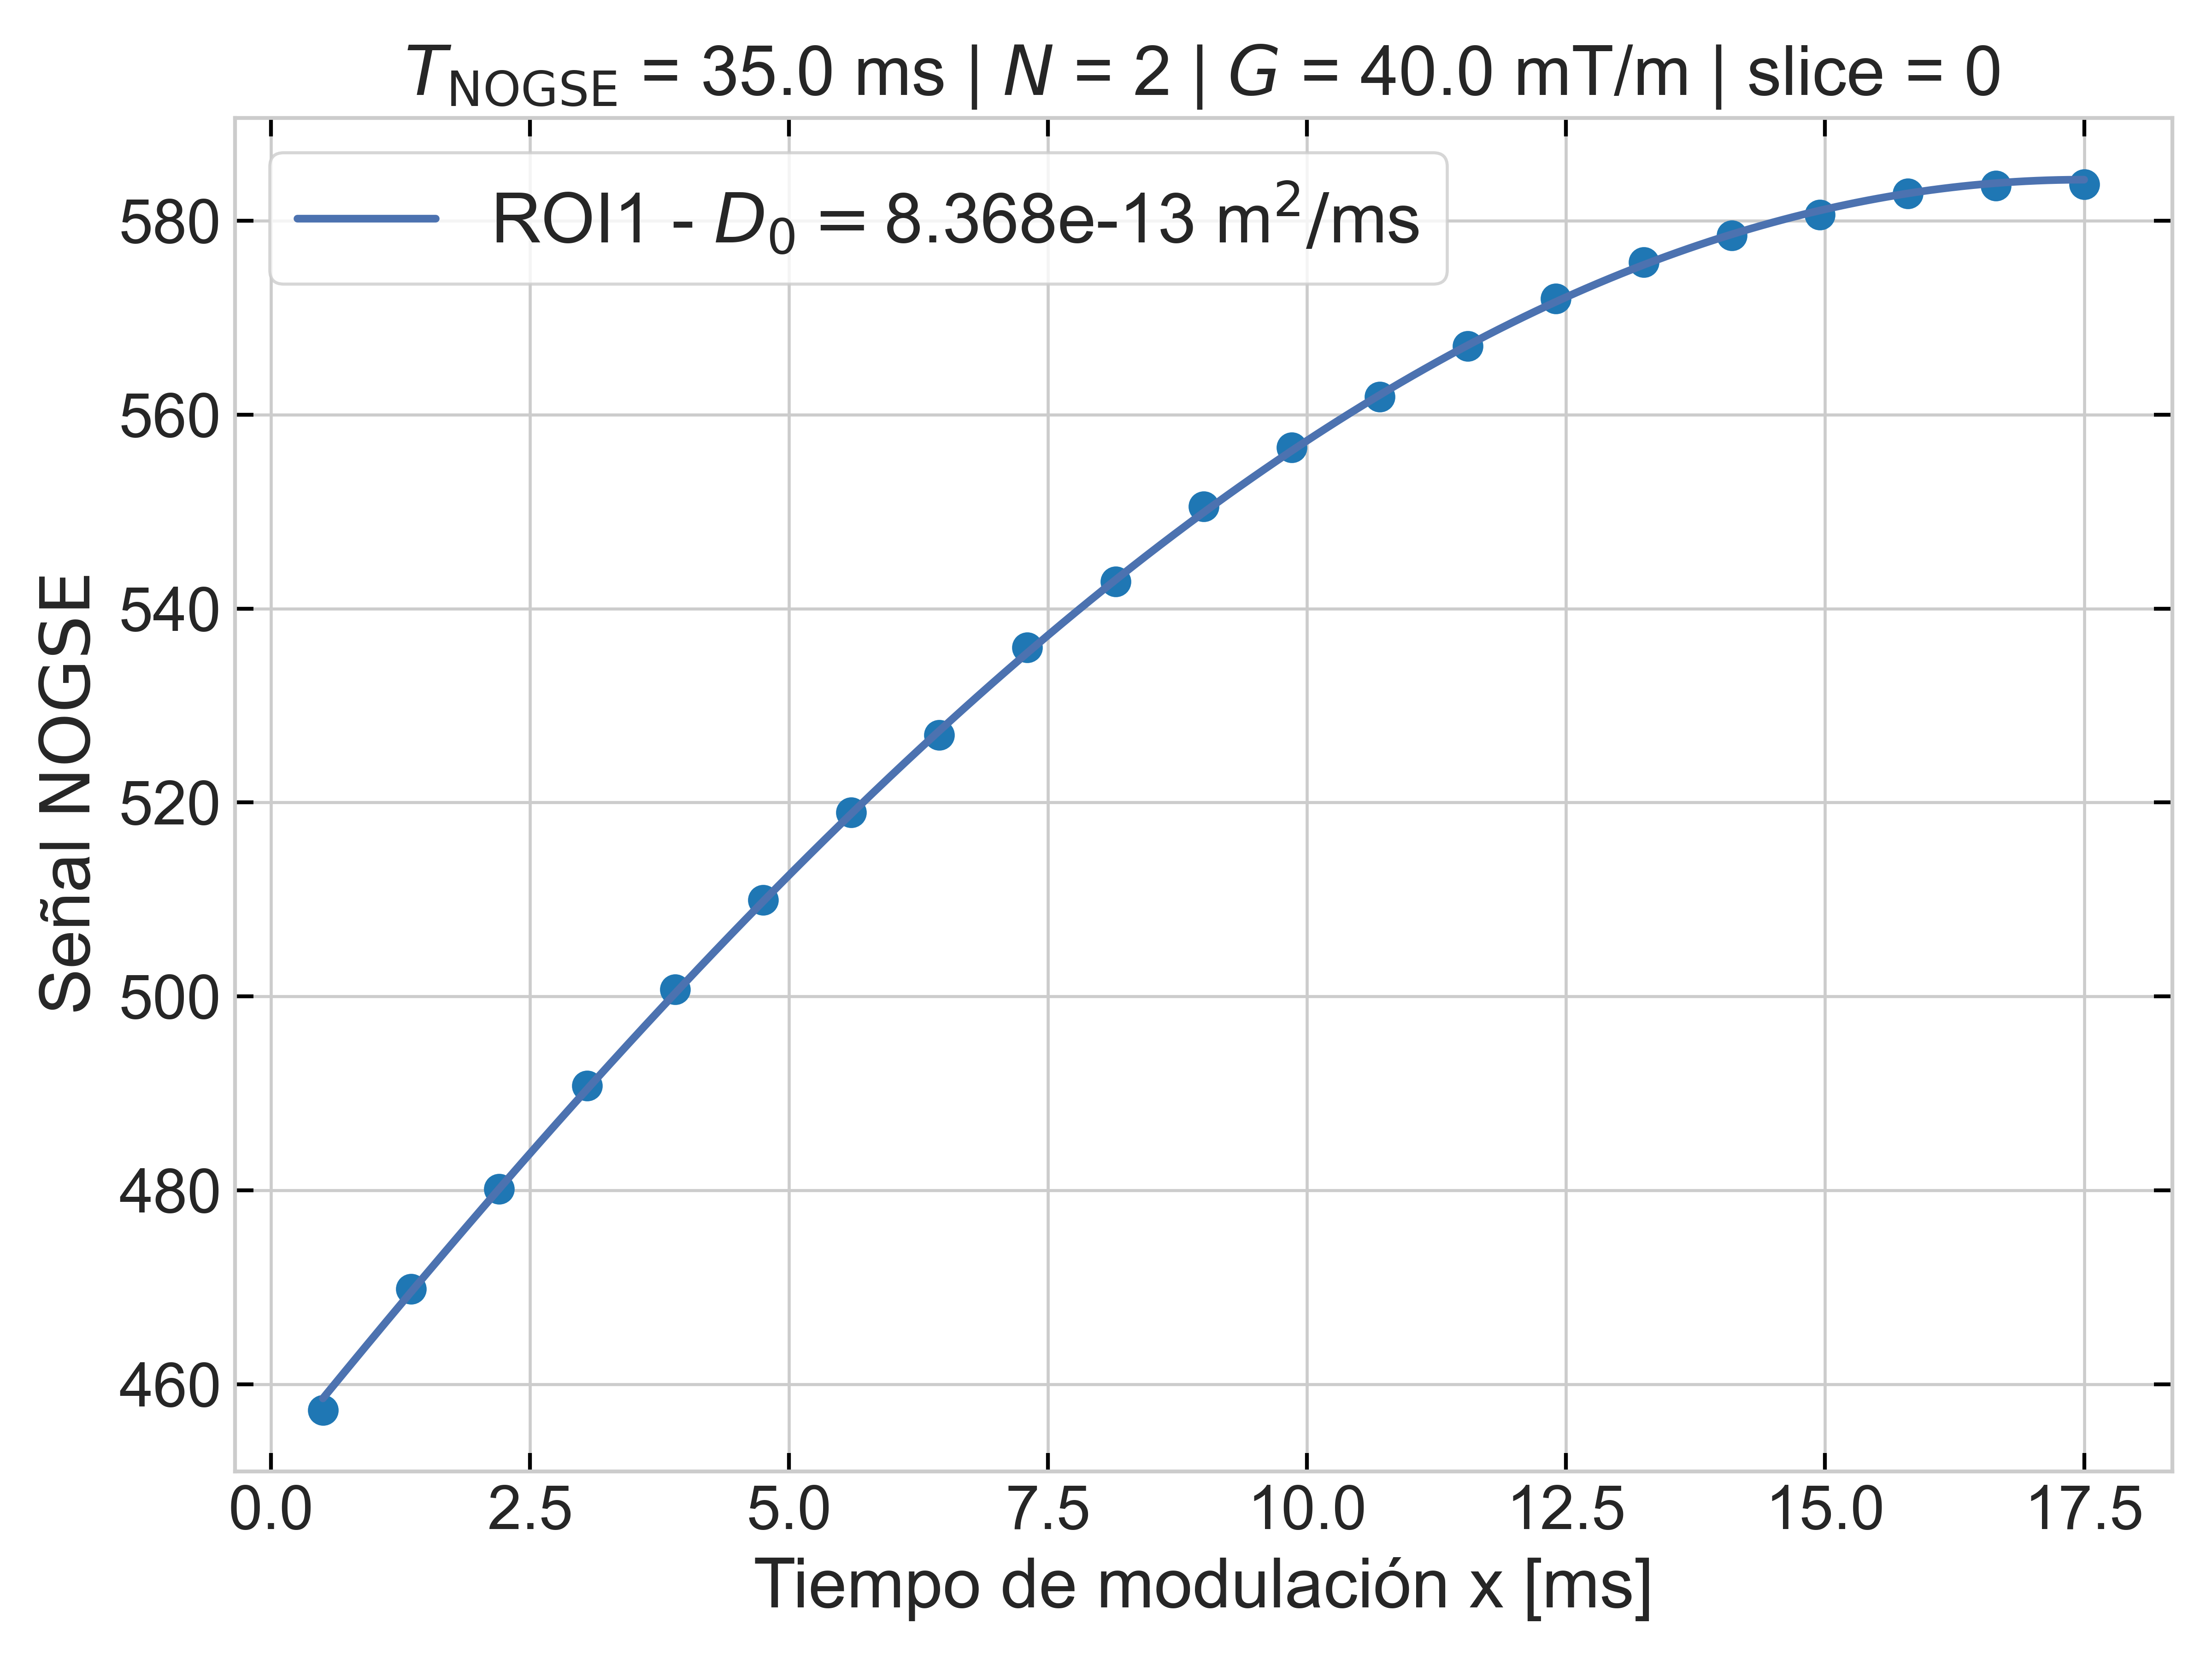 T_NOGSE = 35.0 ms | N = 2 | G = 40.0 mT/m | slice = 0
ROI1 - D₀ = 8.368e-13 m²/ms
Señal NOGSE
580
560
540
520
500
480
460
0.0 2.5 5.0 7.5 10.0 12.5 15.0 17.5
Tiempo de modulación x [ms]